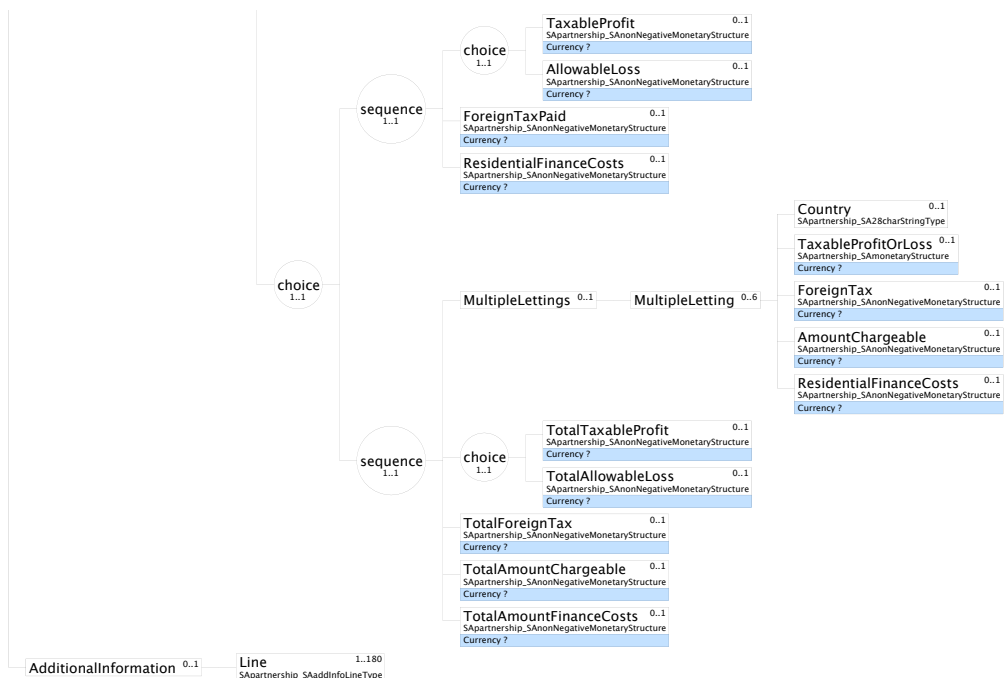 TaxableProfit 0..1
SApartnership_SAnonNegativeMonetaryStructure
Currency ?
choice
1..1
AllowableLoss 0..1
SApartnership_SAnonNegativeMonetaryStructure
Currency ?
sequence
1..1
ForeignTaxPaid 0..1
SApartnership_SAnonNegativeMonetaryStructure
Currency ?
ResidentialFinanceCosts 0..1
SApartnership_SAnonNegativeMonetaryStructure
Currency ?
choice
1..1
MultipleLettings 0..1
MultipleLetting 0..6
Country 0..1
SApartnership_SA28charStringType
TaxableProfitOrLoss 0..1
SApartnership_SAmonetaryStructure
Currency ?
ForeignTax 0..1
SApartnership_SAnonNegativeMonetaryStructure
Currency ?
AmountChargeable 0..1
SApartnership_SAnonNegativeMonetaryStructure
Currency ?
ResidentialFinanceCosts 0..1
SApartnership_SAnonNegativeMonetaryStructure
Currency ?
sequence
1..1
choice
1..1
TotalTaxableProfit 0..1
SApartnership_SAnonNegativeMonetaryStructure
Currency ?
TotalAllowableLoss 0..1
SApartnership_SAnonNegativeMonetaryStructure
Currency ?
TotalForeignTax 0..1
SApartnership_SAnonNegativeMonetaryStructure
Currency ?
TotalAmountChargeable 0..1
SApartnership_SAnonNegativeMonetaryStructure
Currency ?
TotalAmountFinanceCosts 0..1
SApartnership_SAnonNegativeMonetaryStructure
Currency ?
AdditionalInformation 0..1
Line 1..180
SApartnership_SAaddInfoLineType